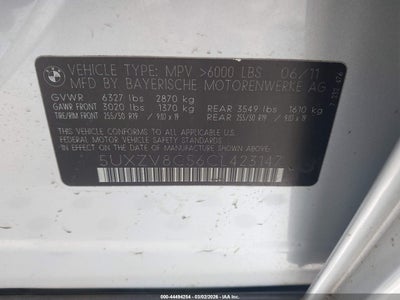 VEHICLE TYPE: MPV >6000 LBS 06/11
MFD BY BAYERISCHE MOTORENWERKE AG
GVWR 6327 lbs 2870 kg
GAWR FRONT 3020 lbs 1370 kg REAR 3549 lbs 1610 kg
TIRE/RIM FRONT 255/50 R19 / 9.0J x 19 REAR 255/50 R19 / 9.0J x 19
THIS VEHICLE CONFORMS TO ALL APPLICABLE
FEDERAL MOTOR VEHICLE SAFETY STANDARDS
IN EFFECT ON THE DATE OF MANUFACTURE SHOWN ABOVE.
5UXZV8C56CL423147
000-44494264 - 03/02/2026 - IAA Inc.